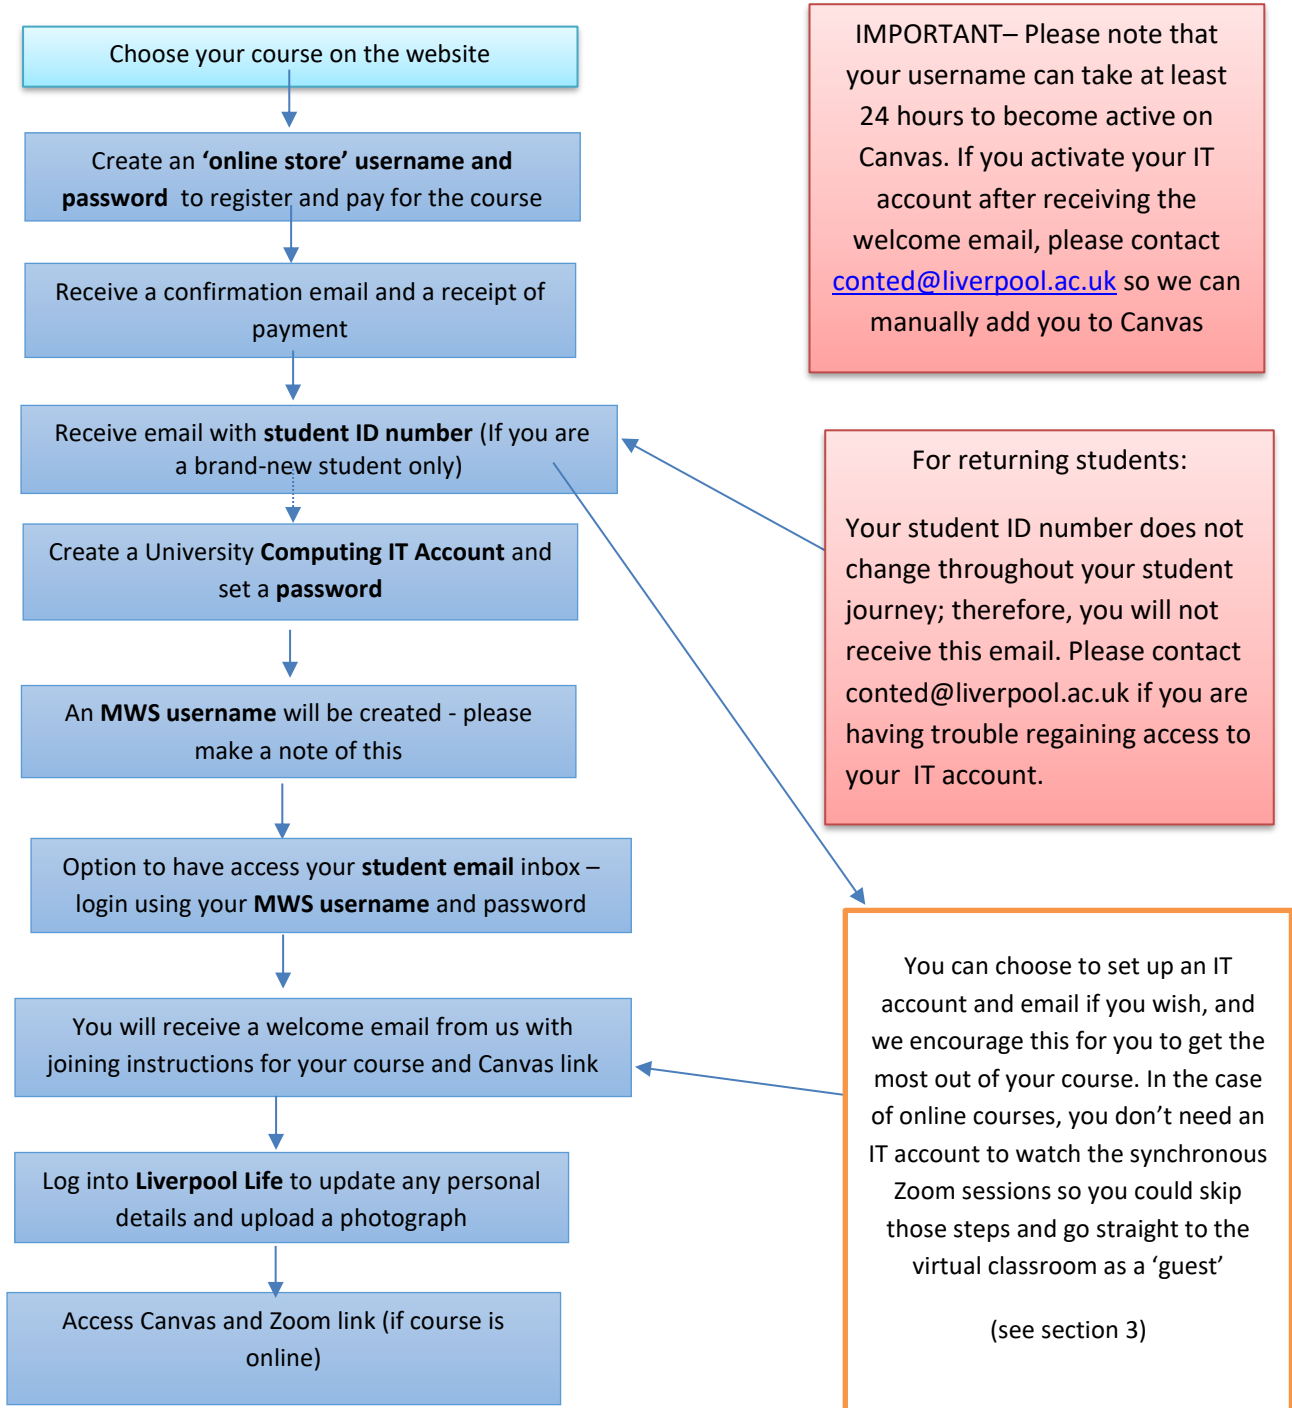 Choose your course on the website
Create an ‘online store’ username and
password  to register and pay for the course
Receive a confirmation email and a receipt of
payment
Receive email with student ID number (If you are
a brand-new student only)
Create a University Computing IT Account and
set a password
An MWS username will be created - please
make a note of this
Option to have access your student email inbox –
login using your MWS username and password
You will receive a welcome email from us with
joining instructions for your course and Canvas link
Log into Liverpool Life to update any personal
details and upload a photograph
Access Canvas and Zoom link (if course is
online)
IMPORTANT– Please note that
your username can take at least
24 hours to become active on
Canvas. If you activate your IT
account after receiving the
welcome email, please contact
conted@liverpool.ac.uk so we can
manually add you to Canvas
For returning students:
Your student ID number does not
change throughout your student
journey; therefore, you will not
receive this email. Please contact
conted@liverpool.ac.uk if you are
having trouble regaining access to
your  IT account.
You can choose to set up an IT
account and email if you wish, and
we encourage this for you to get the
most out of your course. In the case
of online courses, you don’t need an
IT account to watch the synchronous
Zoom sessions so you could skip
those steps and go straight to the
virtual classroom as a ‘guest’
(see section 3)